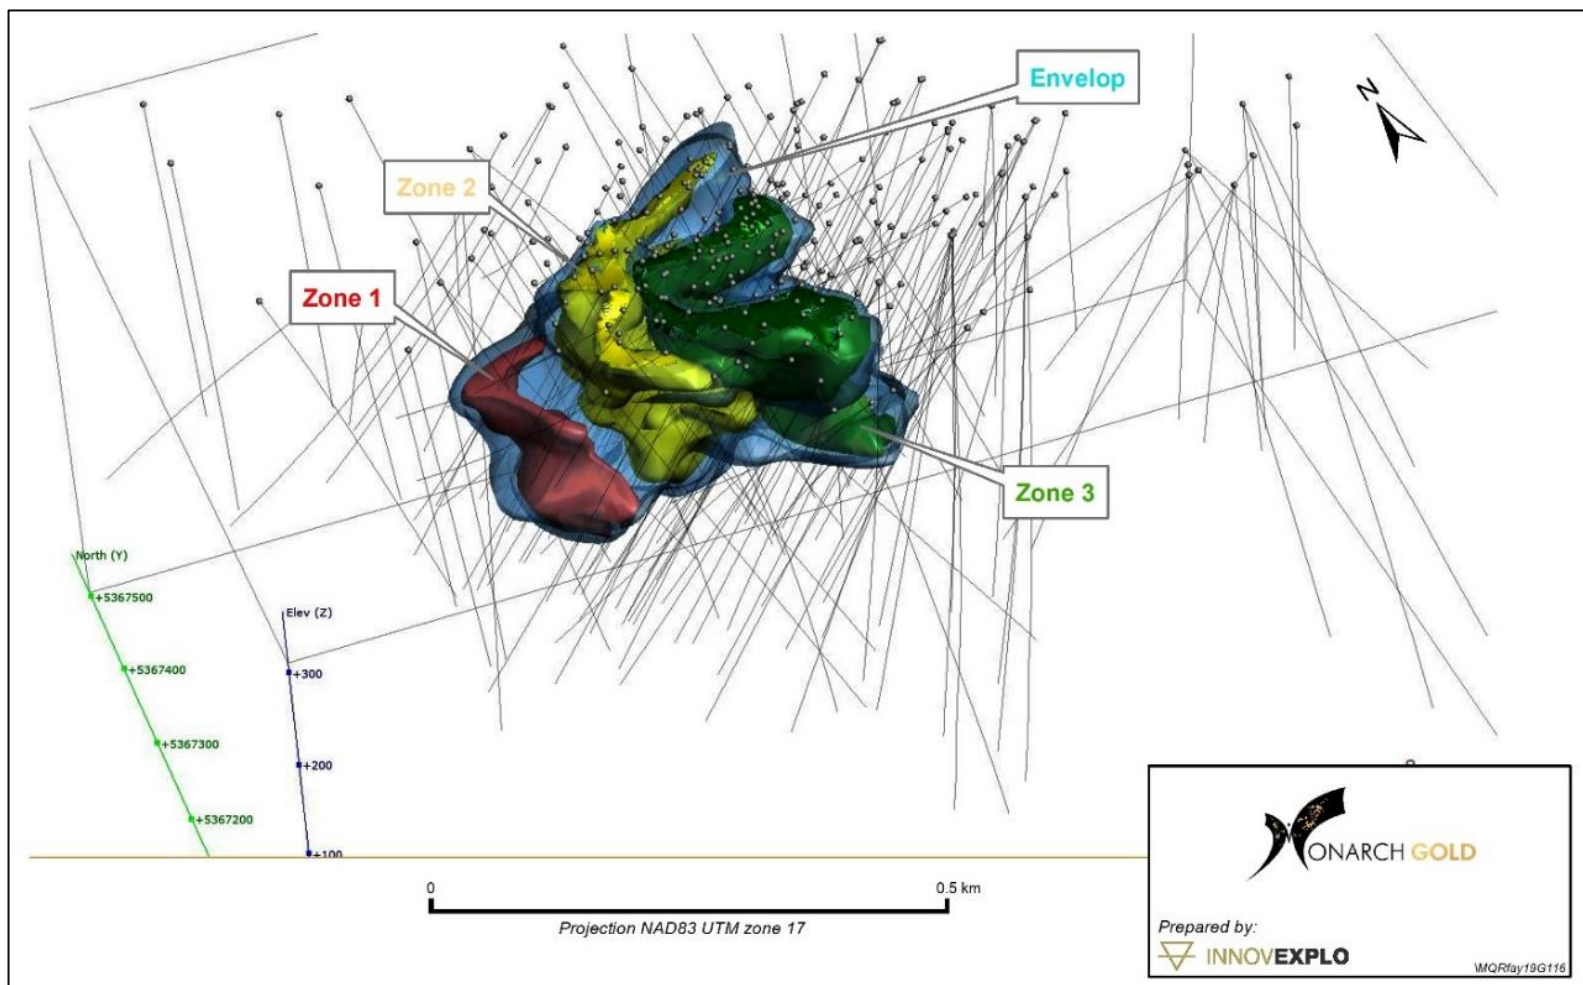 Envelop
N
Zone 2
Zone 1
Zone 3
North (Y)
+5367500
Elev (Z)
+5367400
+300
+5367300
+200
+5367200
+100
0
0.5 km
Projection NAD83 UTM zone 17
MONARCH GOLD
Prepared by:
INNOVEXPLO
\MQRfay19G116